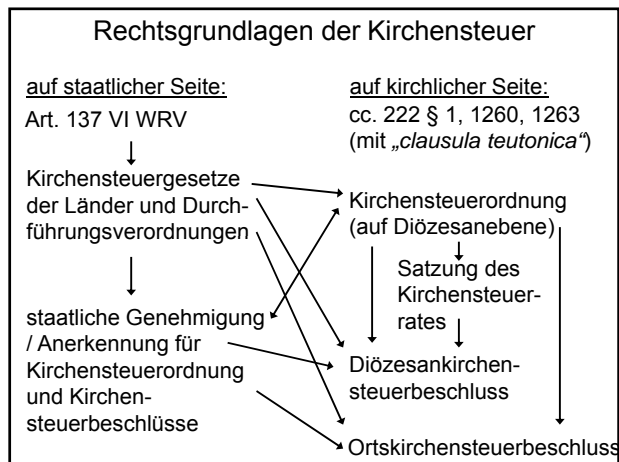 Rechtsgrundlagen der Kirchensteuer
auf staatlicher Seite:
Art. 137 VI WRV
Kirchensteuergesetze
der Länder und Durch-
führungsverordnungen
staatliche Genehmigung
/ Anerkennung für
Kirchensteuerordnung
und Kirchen-
steuerbeschlüsse
auf kirchlicher Seite:
cc. 222 § 1, 1260, 1263
(mit „clausula teutonica“)
Kirchensteuerordnung
(auf Diözesanebene)
Satzung des
Kirchensteuer-
rates
Diözesankirchen-
steuerbeschluss
Ortskirchensteuerbeschluss